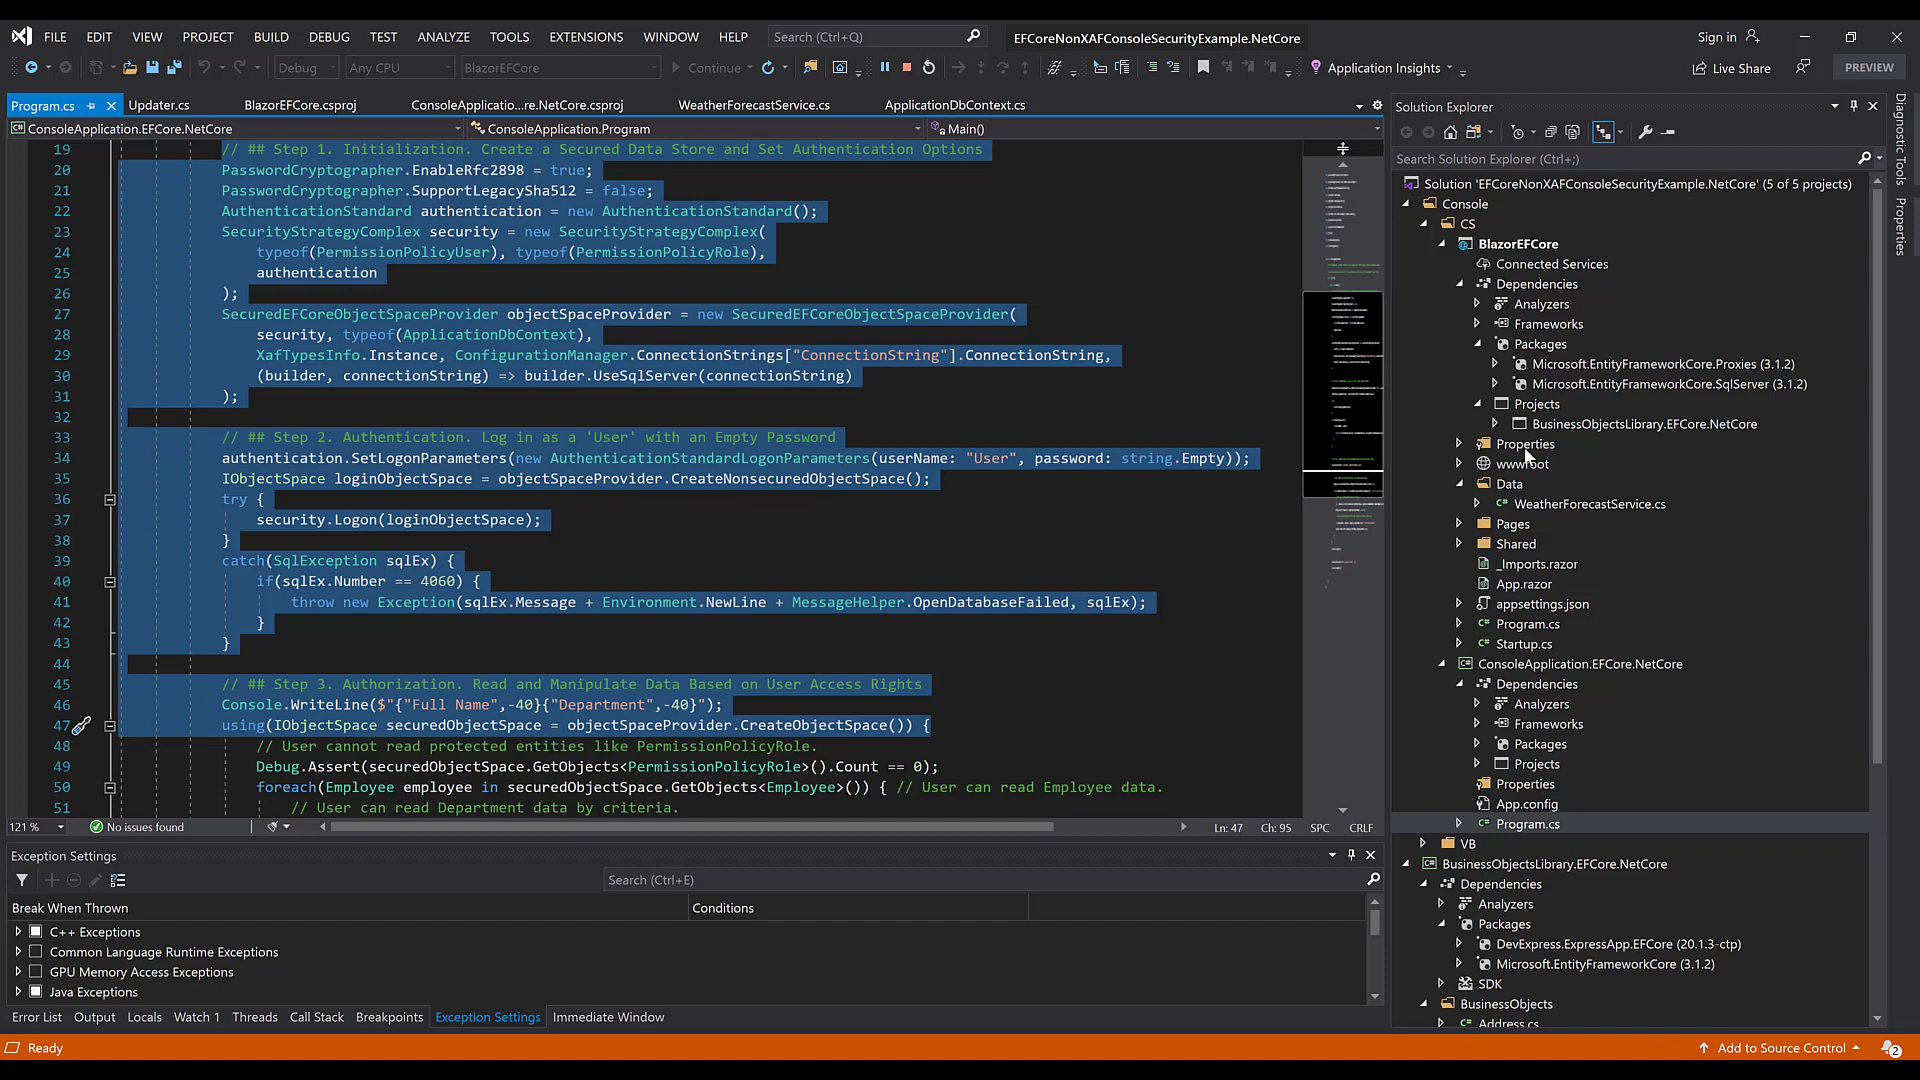 FILE EDIT VIEW PROJECT BUILD DEBUG TEST ANALYZE TOOLS EXTENSIONS WINDOW HELP Search (Ctrl+Q) EFCoreNonXAFConsoleSecurityExample.NetCore Sign in
Debug Any CPU BlazorEFCore Continue Application Insights Live Share PREVIEW
Program.cs Updater.cs BlazorEFCore.csproj ConsoleApplicatio...re.NetCore.csproj WeatherForecastService.cs ApplicationDbContext.cs
ConsoleApplication.EFCore.NetCore ConsoleApplication.Program Main()
19 // ## Step 1. Initialization. Create a Secured Data Store and Set Authentication Options
20 PasswordCryptographer.EnableRfc2898 = true;
21 PasswordCryptographer.SupportLegacySha512 = false;
22 AuthenticationStandard authentication = new AuthenticationStandard();
23 SecurityStrategyComplex security = new SecurityStrategyComplex(
24 typeof(PermissionPolicyUser), typeof(PermissionPolicyRole),
25 authentication
26 );
27 SecuredEFCoreObjectSpaceProvider objectSpaceProvider = new SecuredEFCoreObjectSpaceProvider(
28 security, typeof(ApplicationDbContext),
29 XafTypesInfo.Instance, ConfigurationManager.ConnectionStrings["ConnectionString"].ConnectionString,
30 (builder, connectionString) => builder.UseSqlServer(connectionString)
31 );
32
33 // ## Step 2. Authentication. Log in as a 'User' with an Empty Password
34 authentication.SetLogonParameters(new AuthenticationStandardLogonParameters(userName: "User", password: string.Empty));
35 IObjectSpace loginObjectSpace = objectSpaceProvider.CreateNonsecuredObjectSpace();
36 try {
37 security.Logon(loginObjectSpace);
38 }
39 catch(SqlException sqlEx) {
40 if(sqlEx.Number == 4060) {
41 throw new Exception(sqlEx.Message + Environment.NewLine + MessageHelper.OpenDatabaseFailed, sqlEx);
42 }
43 }
44
45 // ## Step 3. Authorization. Read and Manipulate Data Based on User Access Rights
46 Console.WriteLine($"{"Full Name",-40}{"Department",-40}");
47 using(IObjectSpace securedObjectSpace = objectSpaceProvider.CreateObjectSpace()) {
48 // User cannot read protected entities like PermissionPolicyRole.
49 Debug.Assert(securedObjectSpace.GetObjects<PermissionPolicyRole>().Count == 0);
50 foreach(Employee employee in securedObjectSpace.GetObjects<Employee>()) { // User can read Employee data.
51 // User can read Department data by criteria.
121 % No issues found Ln: 47 Ch: 95 SPC CRLF
Exception Settings
Search (Ctrl+E)
Break When Thrown Conditions
C++ Exceptions
Common Language Runtime Exceptions
GPU Memory Access Exceptions
Java Exceptions
Error List Output Locals Watch 1 Threads Call Stack Breakpoints Exception Settings Immediate Window
Ready Add to Source Control 2
Solution Explorer
Search Solution Explorer (Ctrl+;)
Solution 'EFCoreNonXAFConsoleSecurityExample.NetCore' (5 of 5 projects)
Console
CS
BlazorEFCore
Connected Services
Dependencies
Analyzers
Frameworks
Packages
Microsoft.EntityFrameworkCore.Proxies (3.1.2)
Microsoft.EntityFrameworkCore.SqlServer (3.1.2)
Projects
BusinessObjectsLibrary.EFCore.NetCore
Properties
wwwroot
Data
WeatherForecastService.cs
Pages
Shared
_Imports.razor
App.razor
appsettings.json
Program.cs
Startup.cs
ConsoleApplication.EFCore.NetCore
Dependencies
Analyzers
Frameworks
Packages
Projects
Properties
App.config
Program.cs
VB
BusinessObjectsLibrary.EFCore.NetCore
Dependencies
Analyzers
Packages
DevExpress.ExpressApp.EFCore (20.1.3-ctp)
Microsoft.EntityFrameworkCore (3.1.2)
SDK
BusinessObjects
Address.cs
Diagnostic Tools
Properties